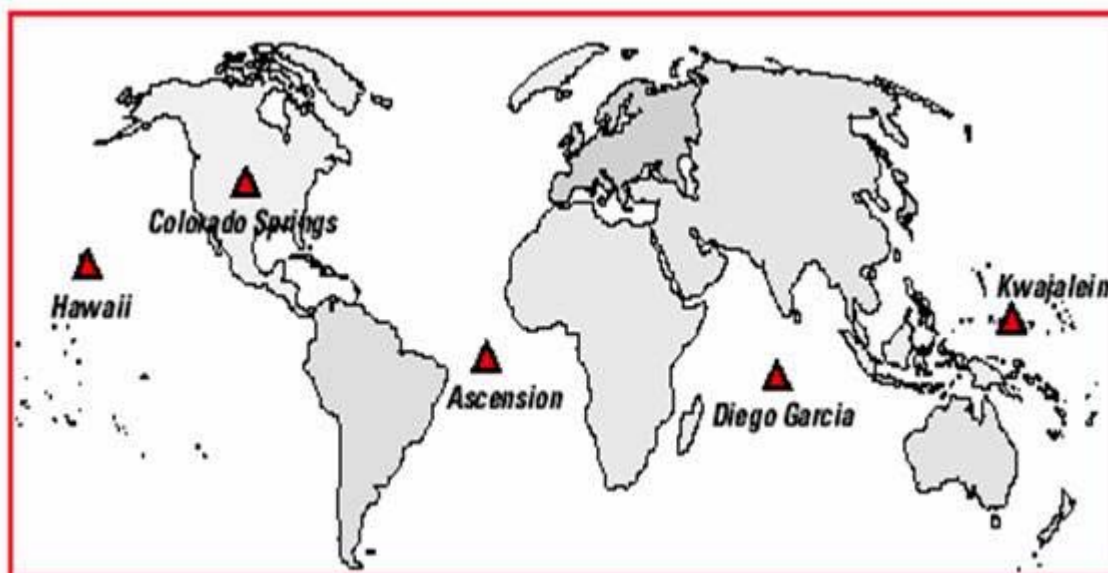 Colorado Springs
Hawaii
Kwajalein
Ascension
Diego Garcia